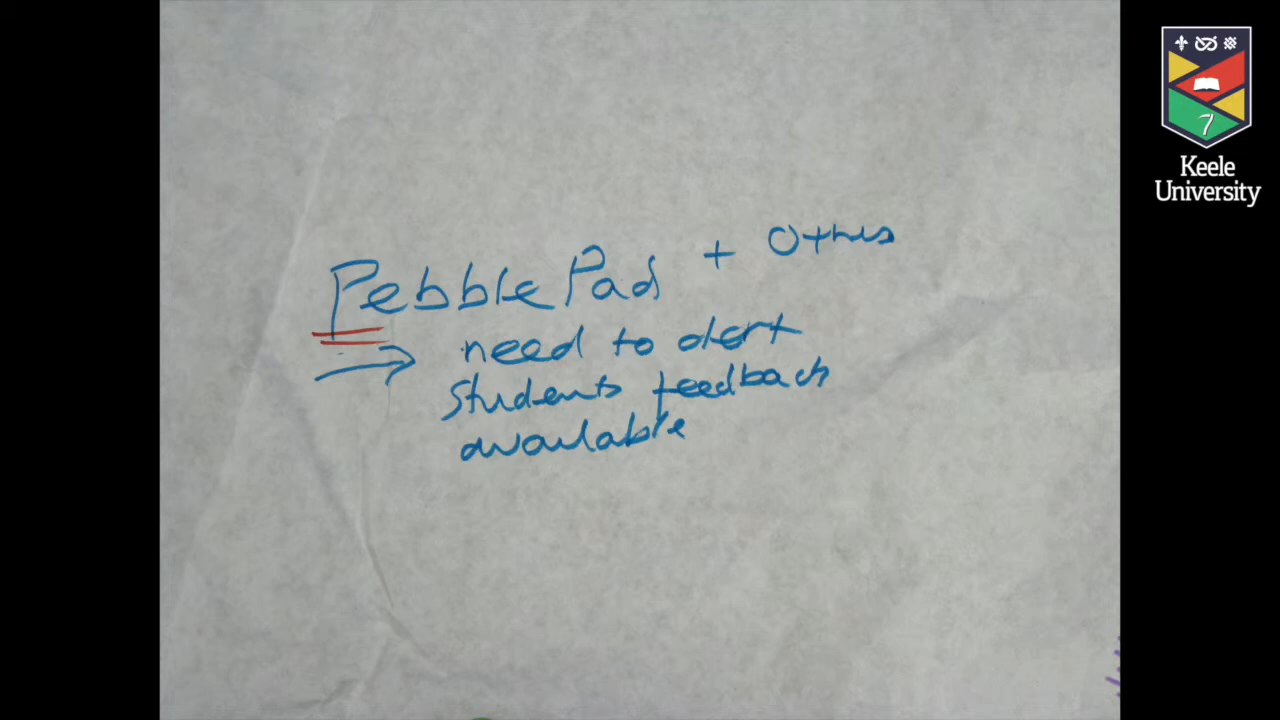 PebblePad + Others
need to alert
students feedback
available
Keele
University